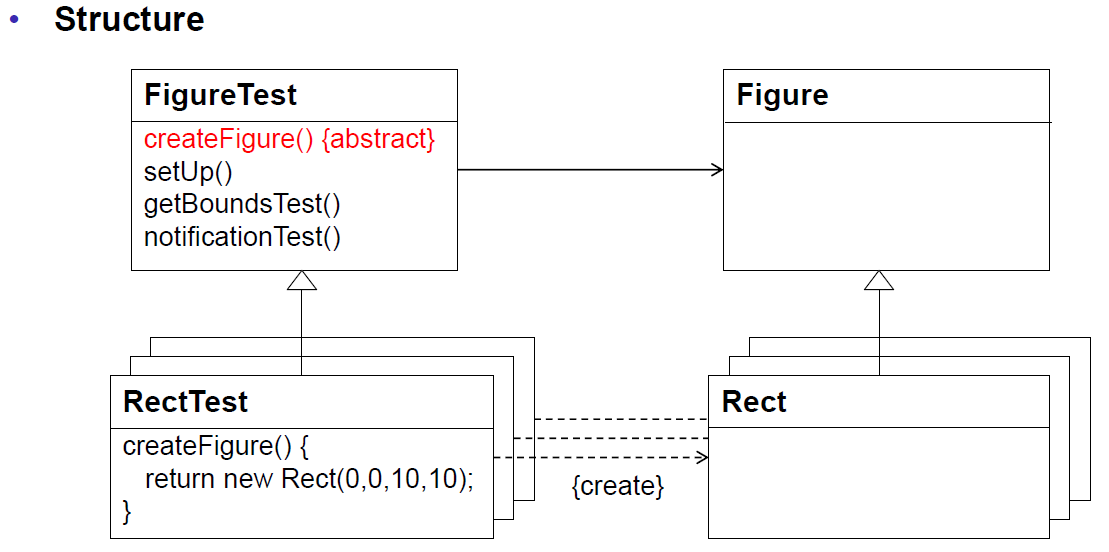 • Structure
FigureTest
createFigure() {abstract}
setUp()
getBoundsTest()
notificationTest()
Figure
RectTest
createFigure() {
return new Rect(0,0,10,10);
}
{create}
Rect